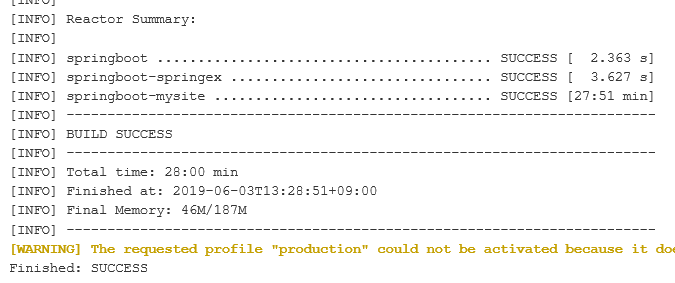 [INFO]
[INFO] Reactor Summary:
[INFO]
[INFO] springboot ........................................ SUCCESS [  2.363 s]
[INFO] springboot-springex ............................... SUCCESS [  3.627 s]
[INFO] springboot-mysite ................................. SUCCESS [27:51 min]
[INFO] ------------------------------------------------------------------------
[INFO] BUILD SUCCESS
[INFO] ------------------------------------------------------------------------
[INFO] Total time: 28:00 min
[INFO] Finished at: 2019-06-03T13:28:51+09:00
[INFO] Final Memory: 46M/187M
[INFO] ------------------------------------------------------------------------
[WARNING] The requested profile "production" could not be activated because it
Finished: SUCCESS